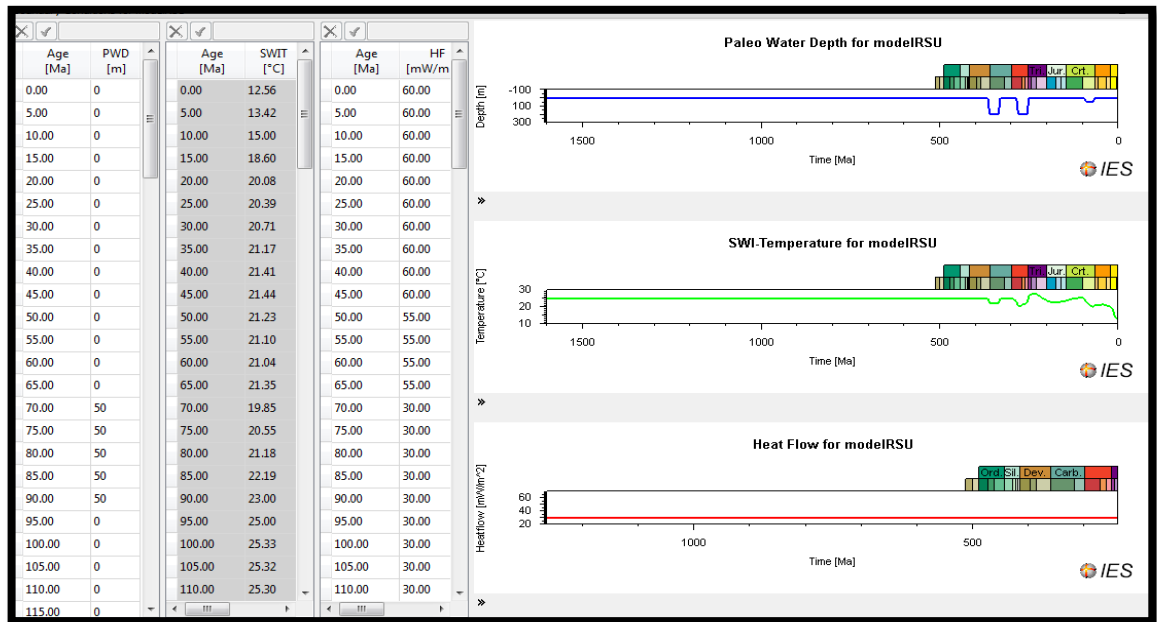 Age PWD Age SWIT Age HF
[Ma] [m] [Ma] [°C] [Ma] [mW/m
0.00 0 0.00 12.56 0.00 60.00
5.00 0 5.00 13.42 5.00 60.00
10.00 0 10.00 15.00 10.00 60.00
15.00 0 15.00 18.60 15.00 60.00
20.00 0 20.00 20.08 20.00 60.00
25.00 0 25.00 20.39 25.00 60.00
30.00 0 30.00 20.71 30.00 60.00
35.00 0 35.00 21.17 35.00 60.00
40.00 0 40.00 21.41 40.00 60.00
45.00 0 45.00 21.44 45.00 60.00
50.00 0 50.00 21.23 50.00 55.00
55.00 0 55.00 21.10 55.00 55.00
60.00 0 60.00 21.04 60.00 55.00
65.00 0 65.00 21.35 65.00 55.00
70.00 50 70.00 19.85 70.00 30.00
75.00 50 75.00 20.55 75.00 30.00
80.00 50 80.00 21.18 80.00 30.00
85.00 50 85.00 22.19 85.00 30.00
90.00 50 90.00 23.00 90.00 30.00
95.00 0 95.00 25.00 95.00 30.00
100.00 0 100.00 25.33 100.00 30.00
105.00 0 105.00 25.32 105.00 30.00
110.00 0 110.00 25.30 110.00 30.00
115.00 0
Paleo Water Depth for modelRSU
Tri. Jur. Crt.
Depth [m]
-100
100
300
1500 1000 500 0
Time [Ma]
IES
»
SWI-Temperature for modelRSU
Tri. Jur. Crt.
Temperature [°C]
30
20
10
1500 1000 500 0
Time [Ma]
IES
»
Heat Flow for modelRSU
Ord. Sil. Dev. Carb.
Heatflow [mW/m^2]
60
40
20
1000 500
Time [Ma]
IES
»